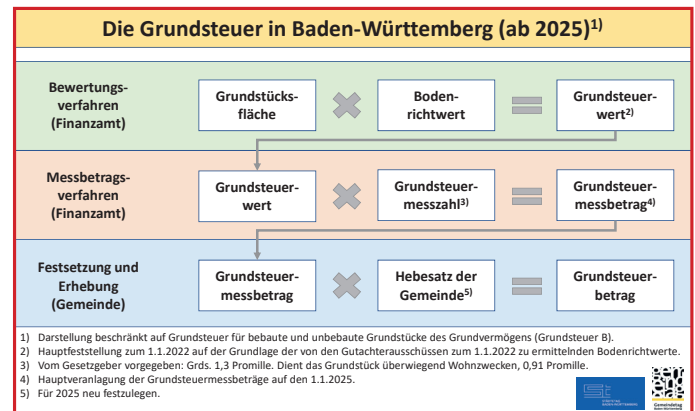 Die Grundsteuer in Baden-Württemberg (ab 2025)1)
Bewertungs-
verfahren
(Finanzamt)
Grundstücks-
fläche
Boden-
richtwert
Grundsteuer-
wert2)
Messbetrags-
verfahren
(Finanzamt)
Grundsteuer-
wert
Grundsteuer-
messzahl3)
Grundsteuer-
messbetrag4)
Festsetzung und
Erhebung
(Gemeinde)
Grundsteuer-
messbetrag
Hebesatz der
Gemeinde5)
Grundsteuer-
betrag
1) Darstellung beschränkt auf Grundsteuer für bebaute und unbebaute Grundstücke des Grundvermögens (Grundsteuer B).
2) Hauptfeststellung zum 1.1.2022 auf der Grundlage der von den Gutachterausschüssen zum 1.1.2022 zu ermittelnden Bodenrichtwerte.
3) Vom Gesetzgeber vorgegeben: Grds. 1,3 Promille. Dient das Grundstück überwiegend Wohnzwecken, 0,91 Promille.
4) Hauptveranlagung der Grundsteuermessbeträge auf den 1.1.2025.
5) Für 2025 neu festzulegen.
STÄDTETAG
BADEN-WÜRTTEMBERG
Gemeindetag
Baden-Württemberg